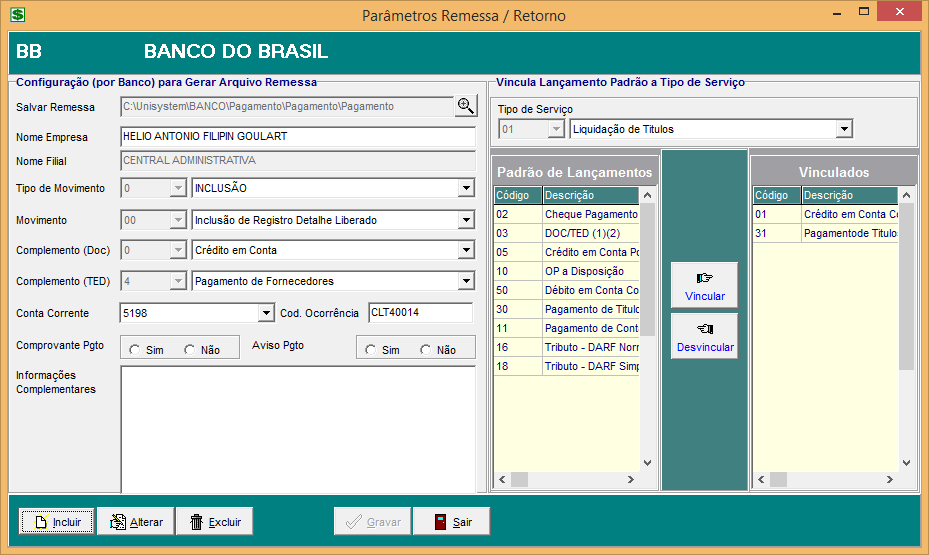 Parâmetros Remessa / Retorno
BB BANCO DO BRASIL
Configuração (por Banco) para Gerar Arquivo Remessa
Salvar Remessa C:\Unisystem\BANCO\Pagamento\Pagamento\Pagamento
Nome Empresa HELIO ANTONIO FILIPIN GOULART
Nome Filial CENTRAL ADMINISTRATIVA
Tipo de Movimento 0 INCLUSÃO
Movimento 00 Inclusão de Registro Detalhe Liberado
Complemento (Doc) 0 Crédito em Conta
Complemento (TED) 4 Pagamento de Fornecedores
Conta Corrente 5198 Cod. Ocorrência CLT40014
Comprovante Pgto Sim Não Aviso Pgto Sim Não
Informações
Complementares
Vincula Lançamento Padrão a Tipo de Serviço
Tipo de Serviço
01 Liquidação de Titulos
Padrão de Lançamentos
Código Descrição
02 Cheque Pagamento
03 DOC/TED (1)(2)
05 Crédito em Conta Po
10 OP a Disposição
50 Débito em Conta Co
30 Pagamento de Titulo
11 Pagamento de Cont
16 Tributo - DARF Norr
18 Tributo - DARF Simp
Vincular
Desvincular
Vinculados
Código Descrição
01 Crédito em Conta Co
31 Pagamentode Titulos
Incluir Alterar Excluir Gravar Sair